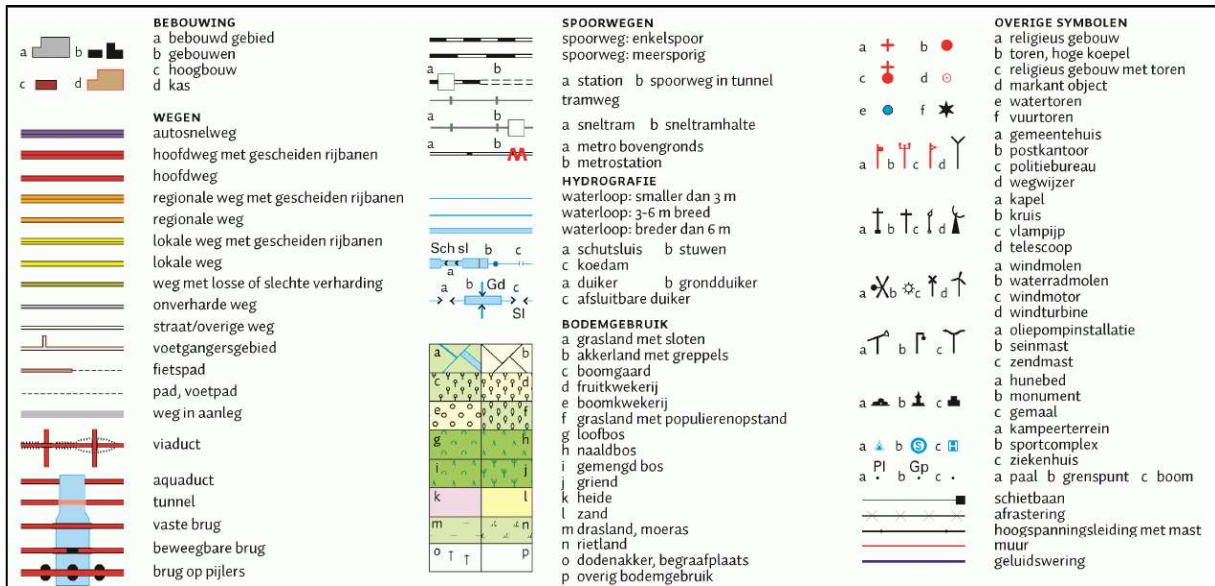 BEBOUWING
a bebouwd gebied
b gebouwen
c hoogbouw
d kas
a b
c d
WEGEN
autosnelweg
hoofdweg met gescheiden rijbanen
hoofdweg
regionale weg met gescheiden rijbanen
regionale weg
lokale weg met gescheiden rijbanen
lokale weg
weg met losse of slechte verharding
onverharde weg
straat/overige weg
voetgangersgebied
fietspad
pad, voetpad
weg in aanleg
viaduct
aquaduct
tunnel
vaste brug
beweegbare brug
brug op pijlers
SPOORWEGEN
spoorweg: enkelspoor
spoorweg: meersporig
a b
a station b spoorweg in tunnel
tramweg
a b
a sneltram b sneltramhalte
a b
a metro bovengronds
b metrostation
HYDROGRAFIE
waterloop: smaller dan 3 m
waterloop: 3-6 m breed
waterloop: breder dan 6 m
Sch sl b c
a
a schutsluis b stuwen
c koedam
a b Gd c
Sl
a duiker b grondduiker
c afsluitbare duiker
BODEMGEBRUIK
a b
c d
e f
g h
i j
k l
m n
o p
a grasland met sloten
b akkerland met greppels
c boomgaard
d fruitkwekerij
e boomkwekerij
f grasland met populierenopstand
g loofbos
h naaldbos
i gemengd bos
j griend
k heide
l zand
m drasland, moeras
n rietland
o dodenakker, begraafplaats
p overig bodemgebruik
OVERIGE SYMBOLEN
a b
c d
e f
a religieus gebouw
b toren, hoge koepel
c religieus gebouw met toren
d markant object
e watertoren
f vuurtoren
a b c d
a gemeentehuis
b postkantoor
c politiebureau
d wegwijzer
a b c d
a kapel
b kruis
c vlampijp
d telescoop
a b c d
a windmolen
b waterradmolen
c windmotor
d windturbine
a b c
a oliepompinstallatie
b seinmast
c zendmast
a b c
a hunebed
b monument
c gemaal
a b S c H
a kampeerterrein
b sportcomplex
c ziekenhuis
Pl Gp
a b c
a paal b grenspunt c boom
schietbaan
afrastering
hoogspanningsleiding met mast
muur
geluidswering